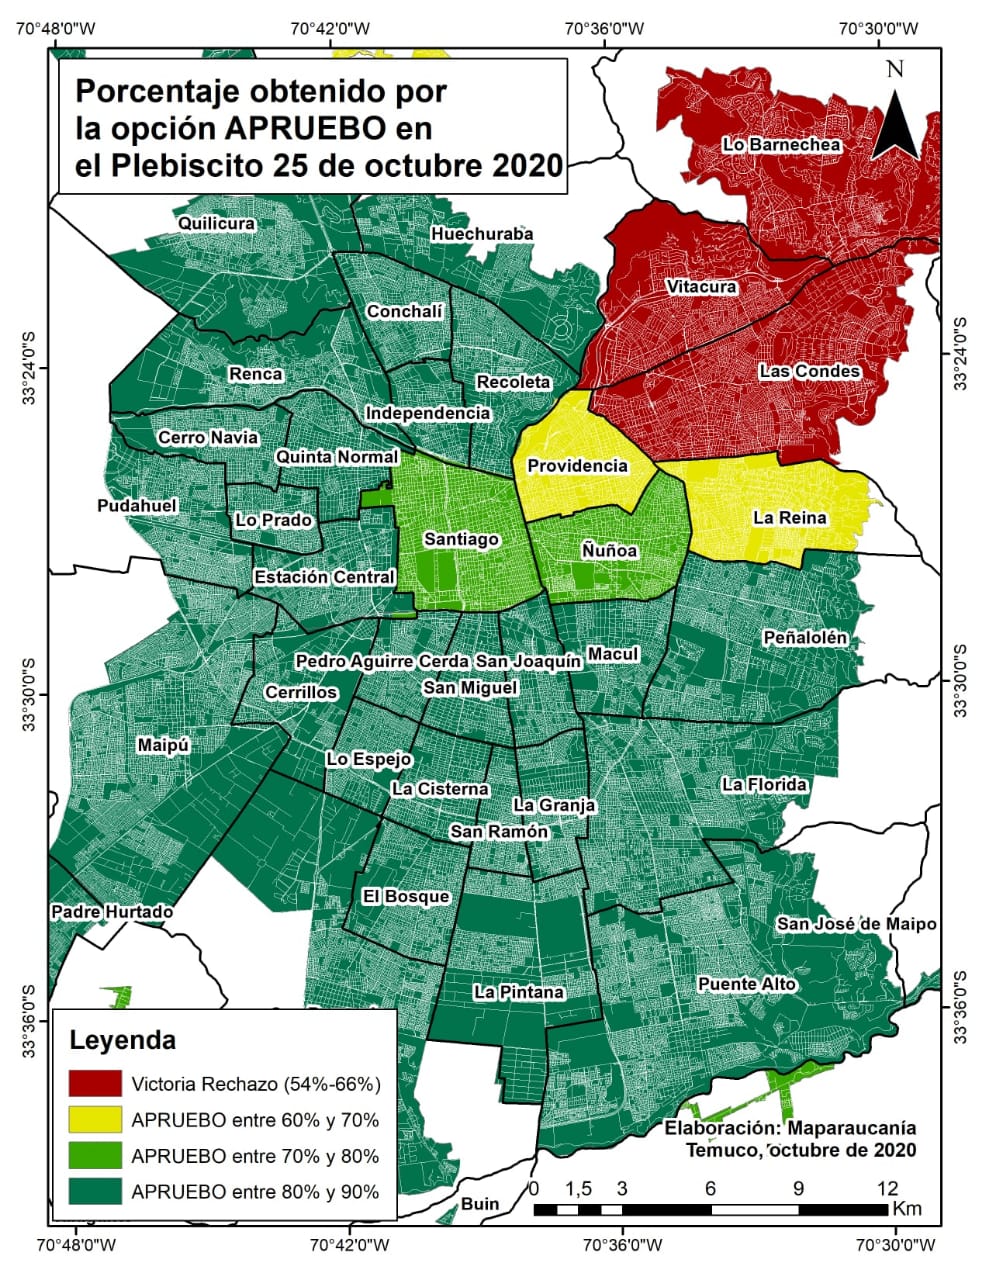 70°48'0"W
70°42'0"W
70°36'0"W
70°30'0"W
Porcentaje obtenido por
la opción APRUEBO en
el Plebiscito 25 de octubre 2020
N
Lo Barnechea
Quilicura
Huechuraba
Vitacura
Conchalí
33°24'0"S
33°24'0"S
Renca
Recoleta
Las Condes
Independencia
Cerro Navia
Quinta Normal
Providencia
Pudahuel
Lo Prado
La Reina
Santiago
Ñuñoa
Estación Central
Peñalolén
Pedro Aguirre Cerda
San Joaquín
Macul
33°30'0"S
33°30'0"S
Cerrillos
San Miguel
Maipú
Lo Espejo
La Cisterna
La Florida
La Granja
San Ramón
El Bosque
Padre Hurtado
San José de Maipo
La Pintana
Puente Alto
33°36'0"S
33°36'0"S
Leyenda
Victoria Rechazo (54%-66%)
APRUEBO entre 60% y 70%
APRUEBO entre 70% y 80%
APRUEBO entre 80% y 90%
Elaboración: Maparaucanía
Temuco, octubre de 2020
Buin
0 1,5 3 6 9 12
Km
70°48'0"W
70°42'0"W
70°36'0"W
70°30'0"W